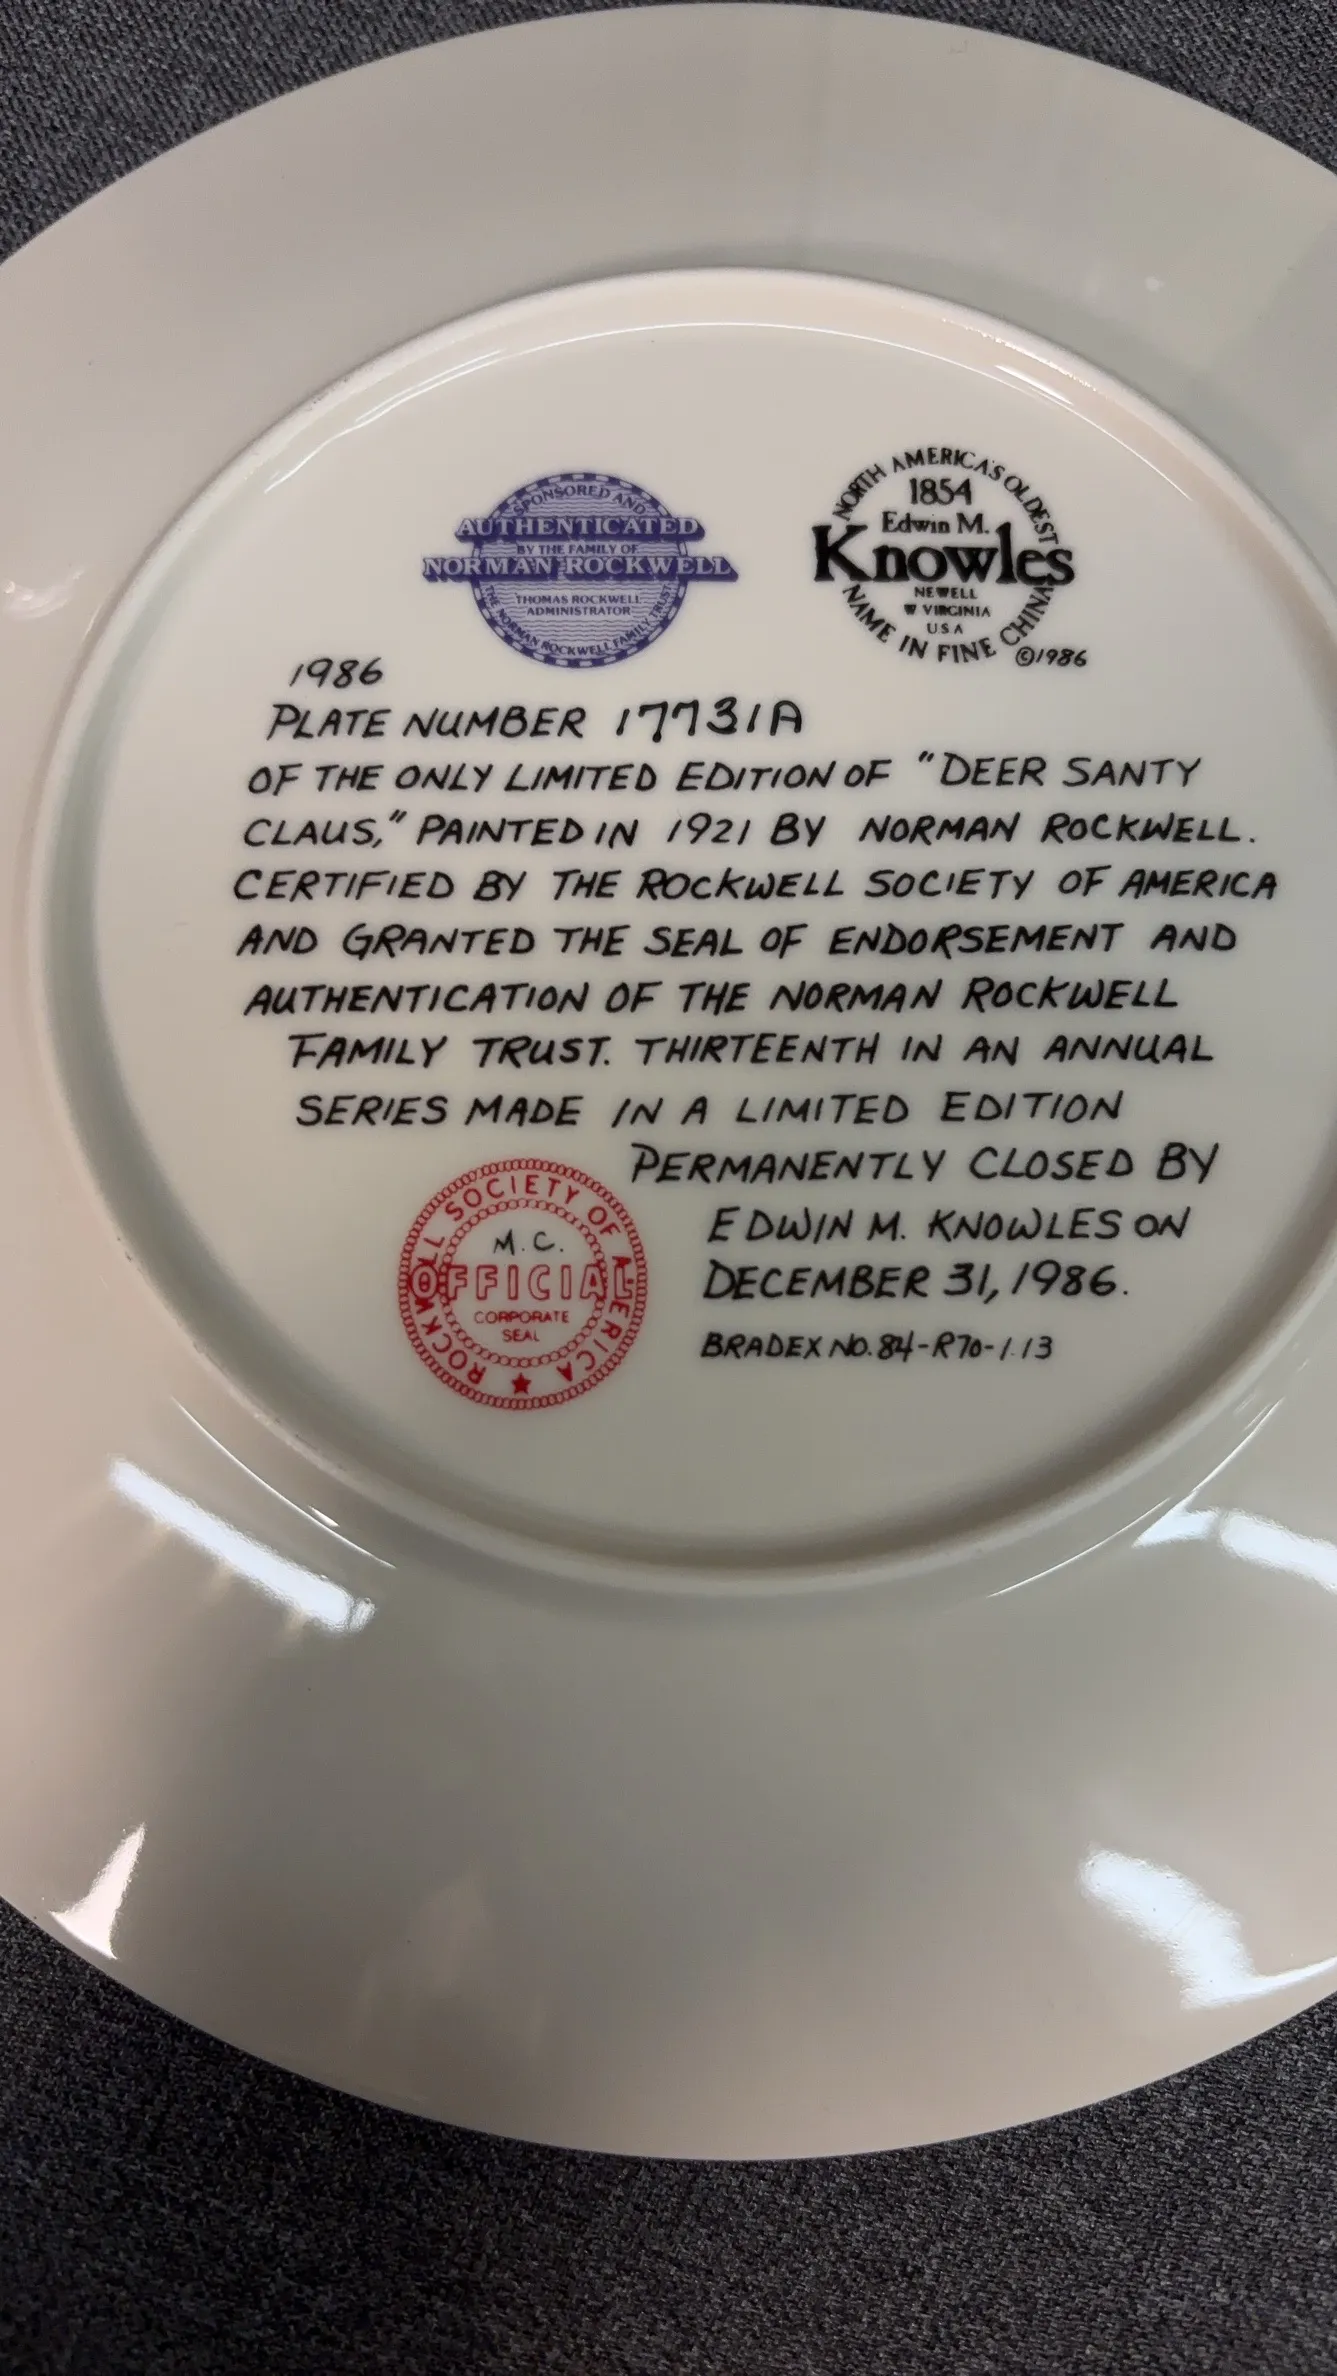 SPONSORED AND
AUTHENTICATED
BY THE FAMILY OF
NORMAN ROCKWELL
THOMAS ROCKWELL
ADMINISTRATOR
THE NORMAN ROCKWELL FAMILY TRUST
NORTH AMERICA'S OLDEST
1854
Edwin M.
Knowles
NEWELL
W VIRGINIA
USA
NAME IN FINE CHINA
©1986
1986
PLATE NUMBER 17731A
OF THE ONLY LIMITED EDITION OF "DEER SANTY
CLAUS," PAINTED IN 1921 BY NORMAN ROCKWELL.
CERTIFIED BY THE ROCKWELL SOCIETY OF AMERICA
AND GRANTED THE SEAL OF ENDORSEMENT AND
AUTHENTICATION OF THE NORMAN ROCKWELL
FAMILY TRUST. THIRTEENTH IN AN ANNUAL
SERIES MADE IN A LIMITED EDITION
PERMANENTLY CLOSED BY
EDWIN M. KNOWLES ON
DECEMBER 31, 1986.
BRADEX NO. 84-R70-1.13
ROCKWELL SOCIETY OF AMERICA
M.C.
OFFICIAL
CORPORATE
SEAL